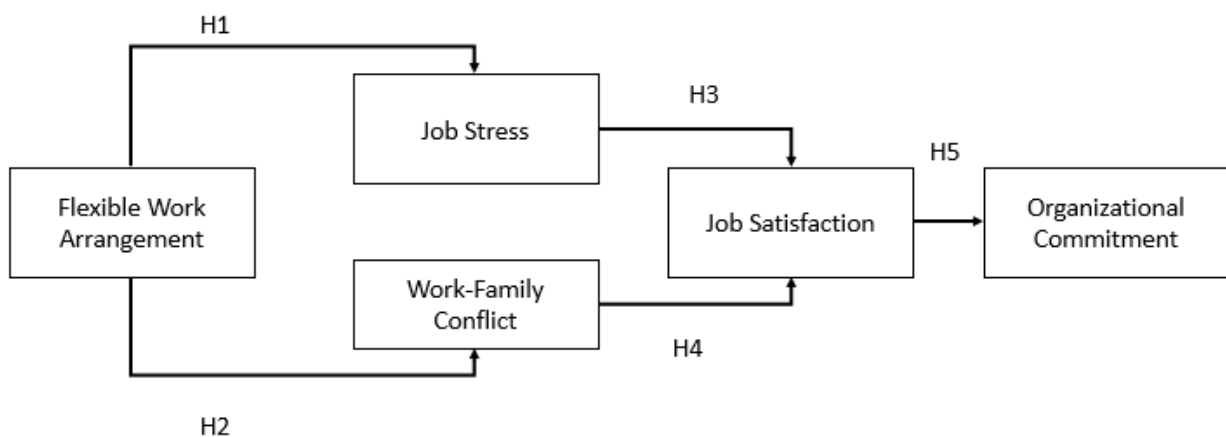 H1
Job Stress
H3
Flexible Work
Arrangement
Job Satisfaction
H5
Organizational
Commitment
Work-Family
Conflict
H4
H2